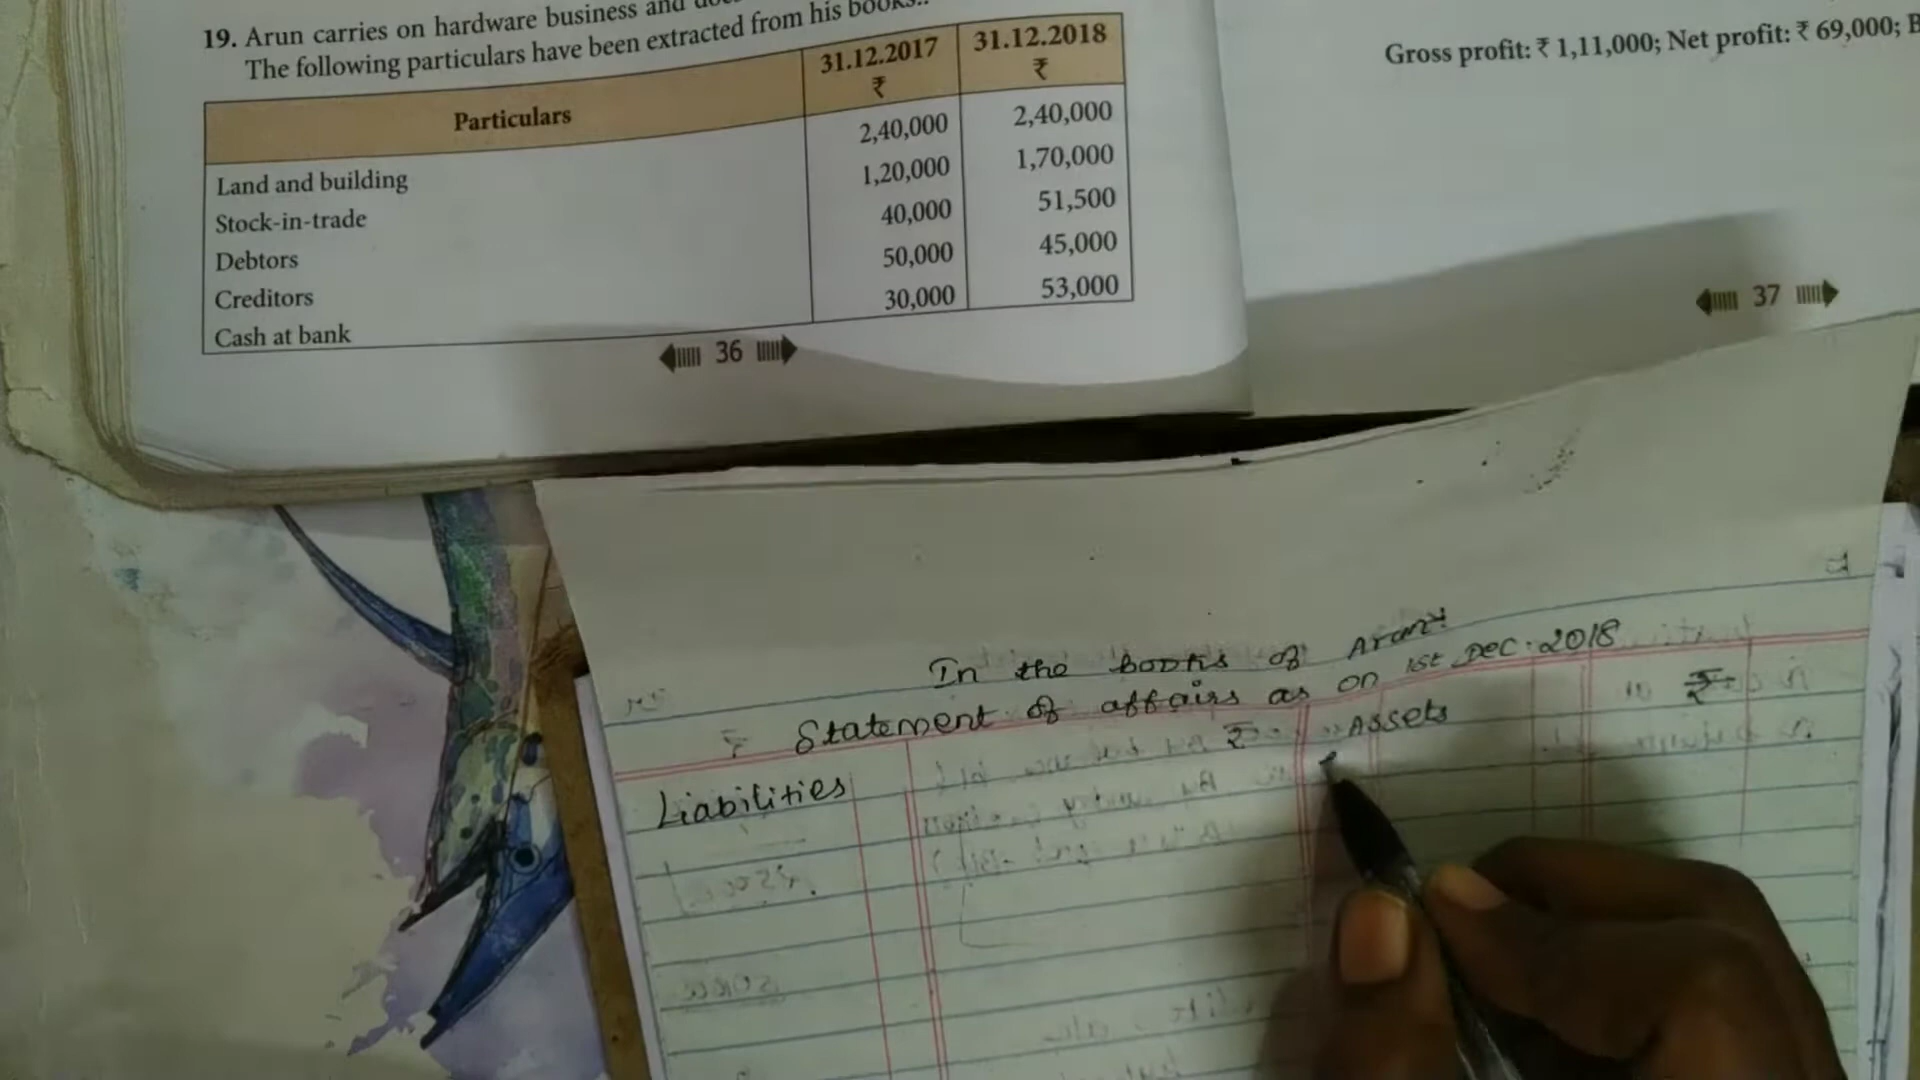 19. Arun carries on hardware business and
The following particulars have been extracted from his books.
Particulars 31.12.2017 ₹ 31.12.2018 ₹
Land and building 2,40,000 2,40,000
Stock-in-trade 1,20,000 1,70,000
Debtors 40,000 51,500
Creditors 50,000 45,000
Cash at bank 30,000 53,000
36
Gross profit: ₹ 1,11,000; Net profit: ₹ 69,000; B
37
In the books of Arun
Statement of affairs as on 1st Dec. 2018
Liabilities ₹ Assets ₹